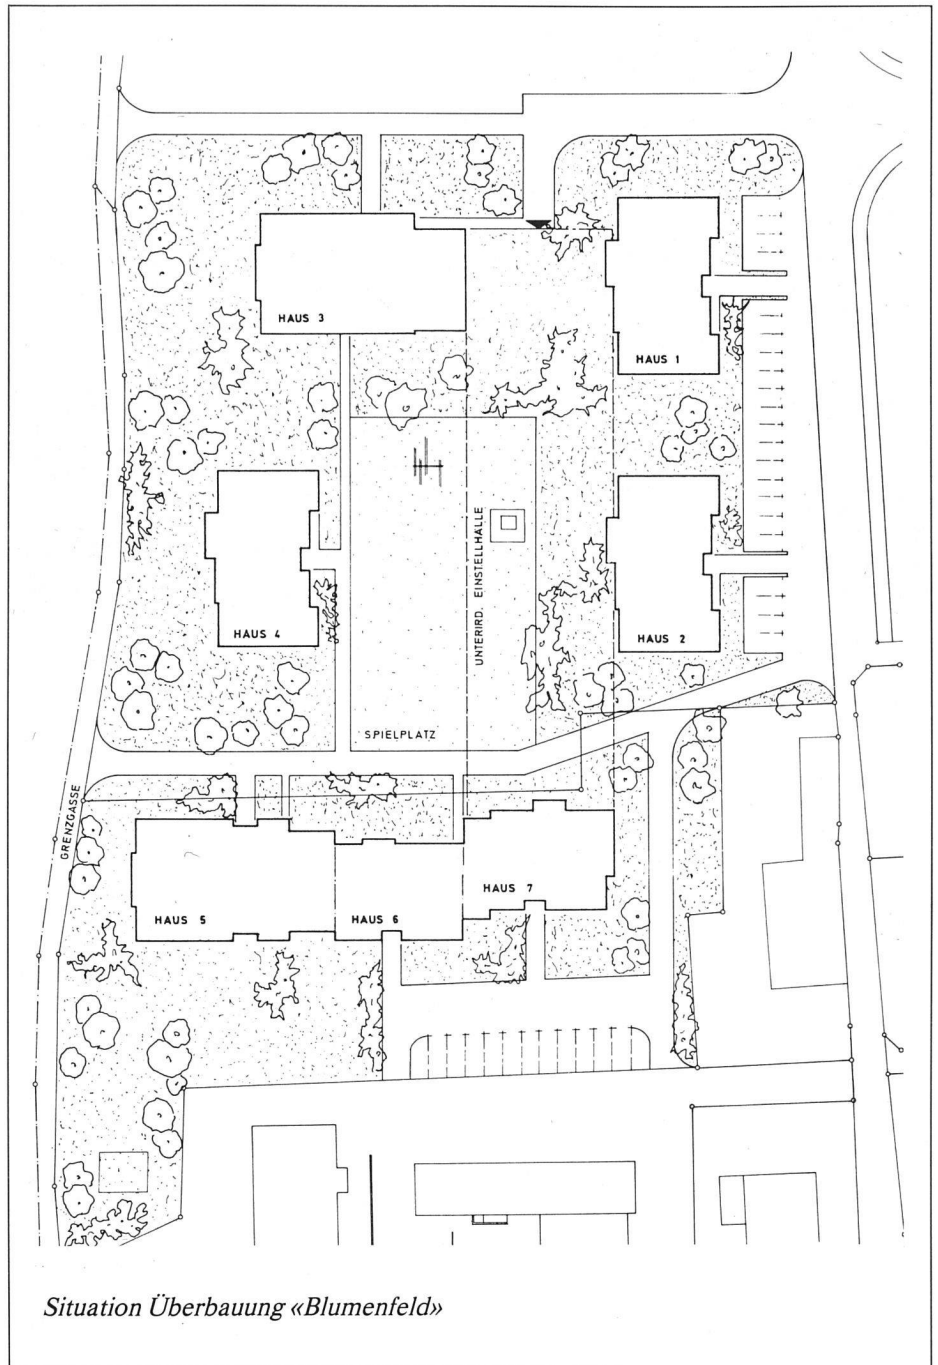 HAUS 3
HAUS 1
UNTERIRD. EINSTELLHALLE
HAUS 4
HAUS 2
SPIELPLATZ
GRENZGASSE
HAUS 5
HAUS 6
HAUS 7
Situation Überbauung «Blumenfeld»